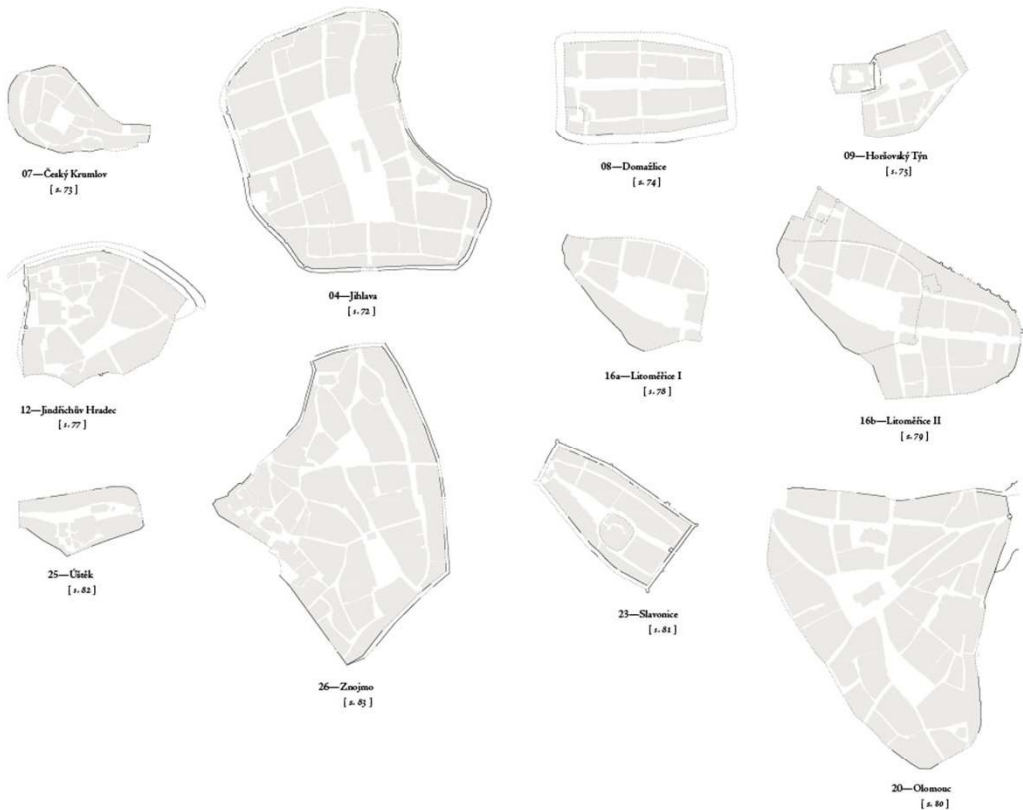 07—Český Krumlov
[ s. 73 ]
04—Jihlava
[ s. 72 ]
08—Domažlice
[ s. 74 ]
09—Horšovský Týn
[ s. 75]
12—Jindřichův Hradec
[ s. 77 ]
16a—Litoměřice I
[ s. 78 ]
16b—Litoměřice II
[ s. 79 ]
25—Úštěk
[ s. 82 ]
26—Znojmo
[ s. 83 ]
23—Slavonice
[ s. 81 ]
20—Olomouc
[ s. 80 ]